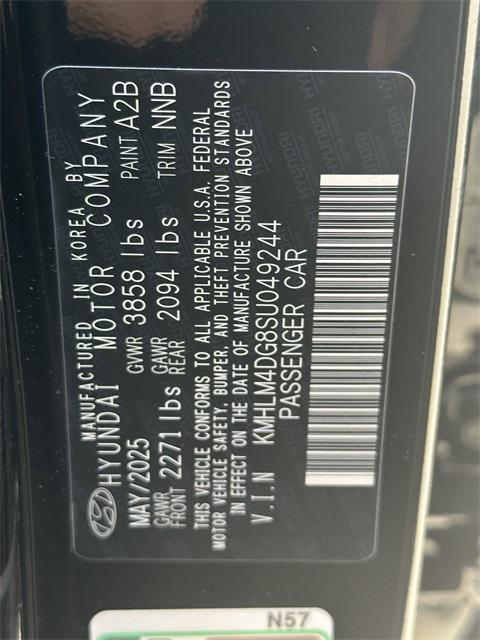 MANUFACTURED IN KOREA BY
HYUNDAI MOTOR COMPANY
MAY/2025 GVWR 3858 lbs PAINT A2B
GAWR FRONT 2271 lbs GAWR REAR 2094 lbs TRIM NNB
THIS VEHICLE CONFORMS TO ALL APPLICABLE U.S.A. FEDERAL
MOTOR VEHICLE SAFETY, BUMPER, AND THEFT PREVENTION STANDARDS
IN EFFECT ON THE DATE OF MANUFACTURE SHOWN ABOVE
V.I.N KMHLM4DG8SU049244
PASSENGER CAR
N57